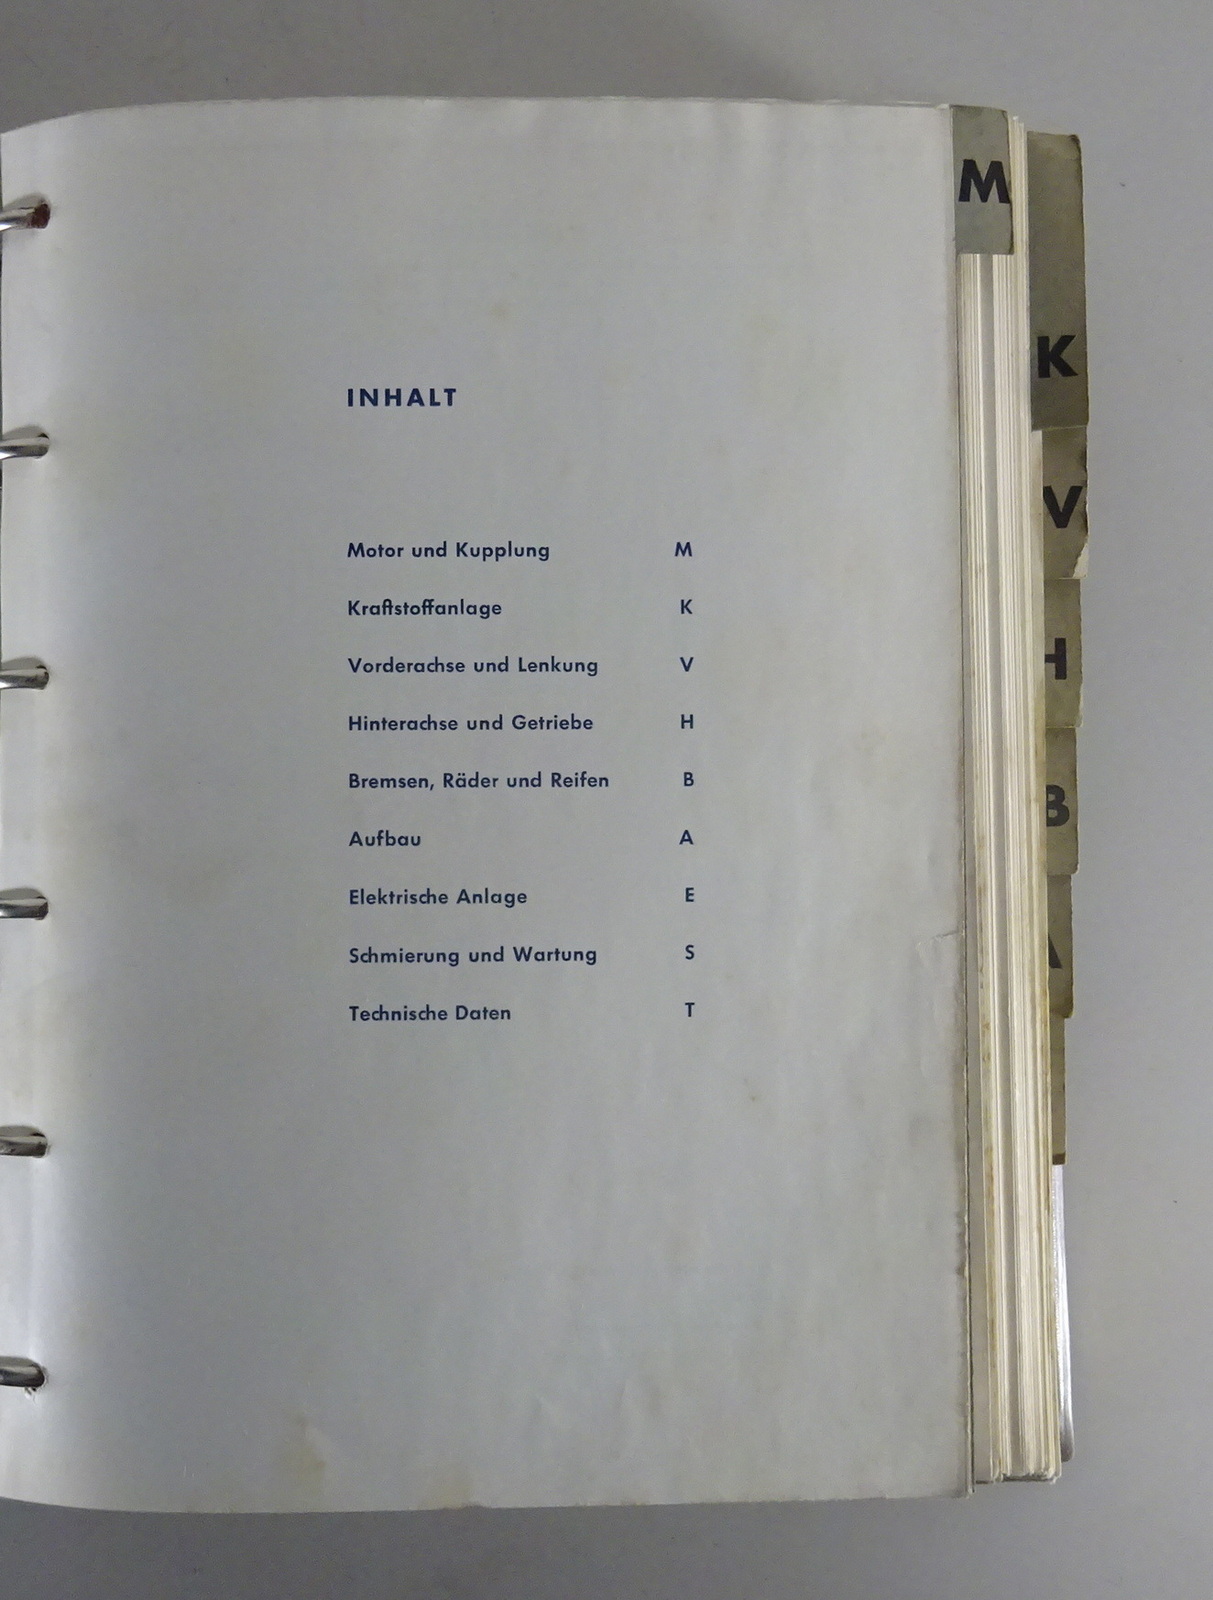 INHALT
Motor und Kupplung M
Kraftstoffanlage K
Vorderachse und Lenkung V
Hinterachse und Getriebe H
Bremsen, Räder und Reifen B
Aufbau A
Elektrische Anlage E
Schmierung und Wartung S
Technische Daten T
M
K
V
H
B
A